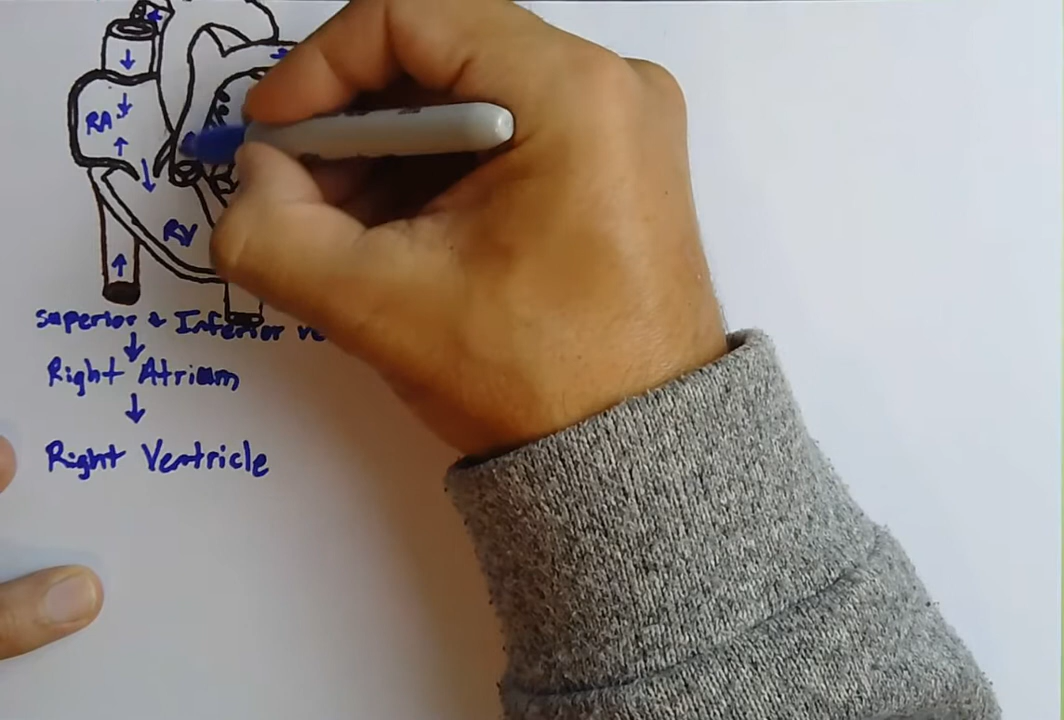 RA
RV
Superior & Inferior
Right Atrium
Right Ventricle